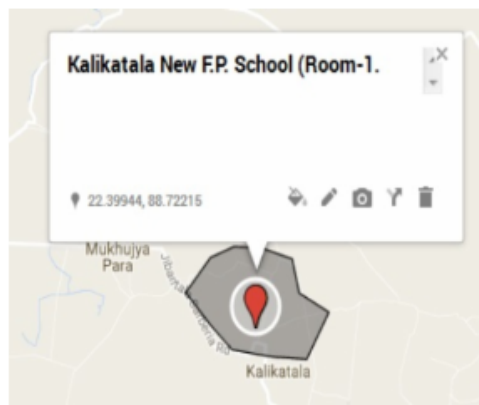 Kalikatala New F.P. School (Room-1.
22.39944, 88.72215
Mukhujya
Para
Kalikatala